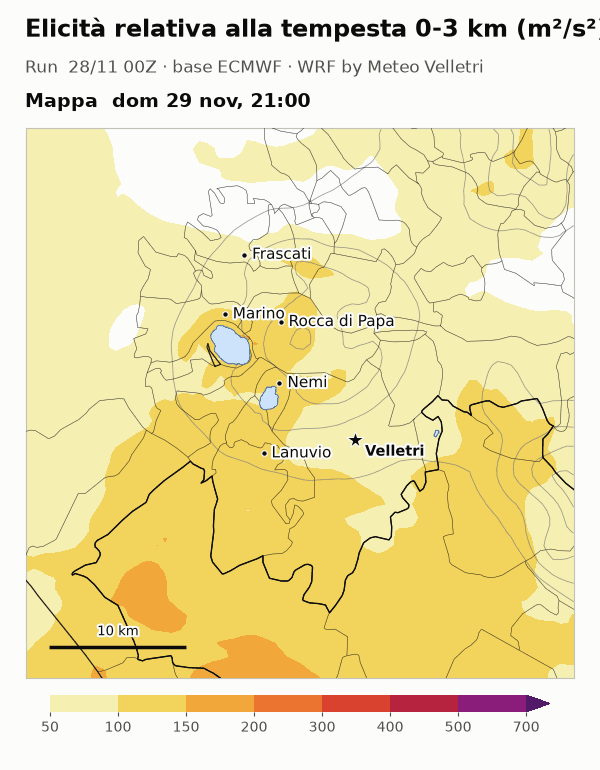 Elicità relativa alla tempesta 0-3 km (m²/s²)
Run 28/11 00Z · base ECMWF · WRF by Meteo Velletri
Mappa dom 29 nov, 21:00
Frascati
Marino
Rocca di Papa
Nemi
Velletri
Lanuvio
10 km
50 100 150 200 300 400 500 700